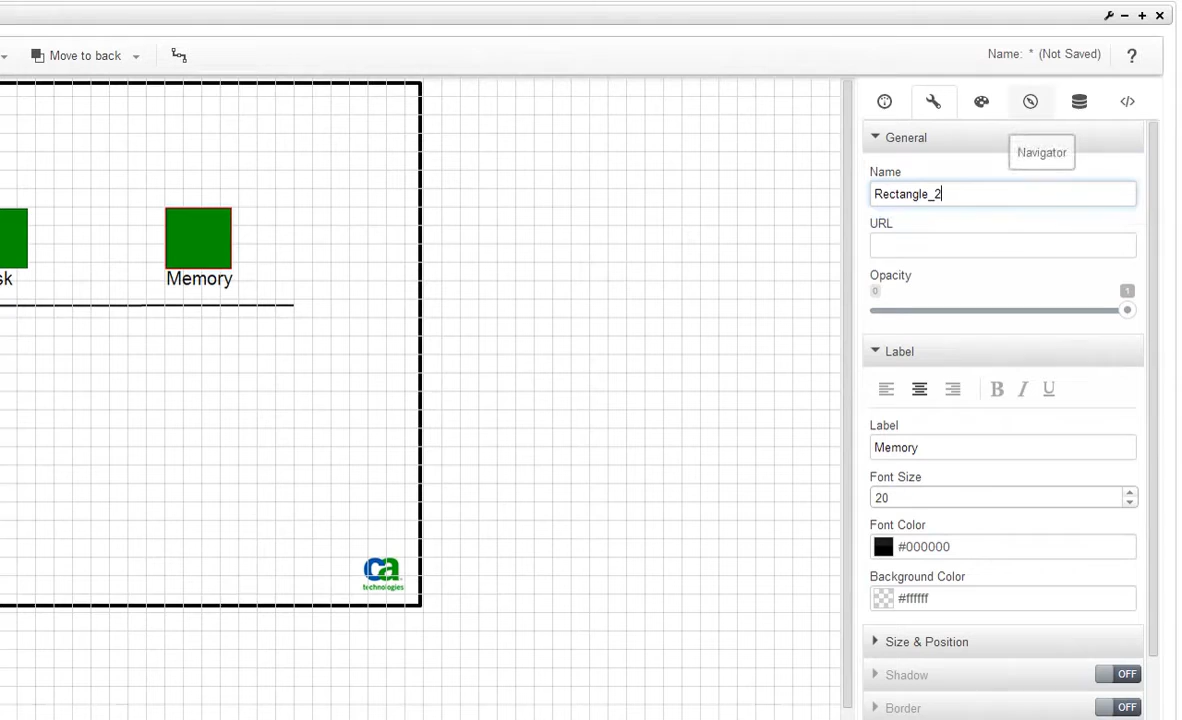 Move to back
Name: * (Not Saved)
?
General
Navigator
Name
Rectangle_2
URL
Opacity
0 1
sk
Memory
Label
B I U
Label
Memory
Font Size
20
Font Color
#000000
Background Color
#ffffff
ca
technologies
Size & Position
Shadow OFF
Border OFF